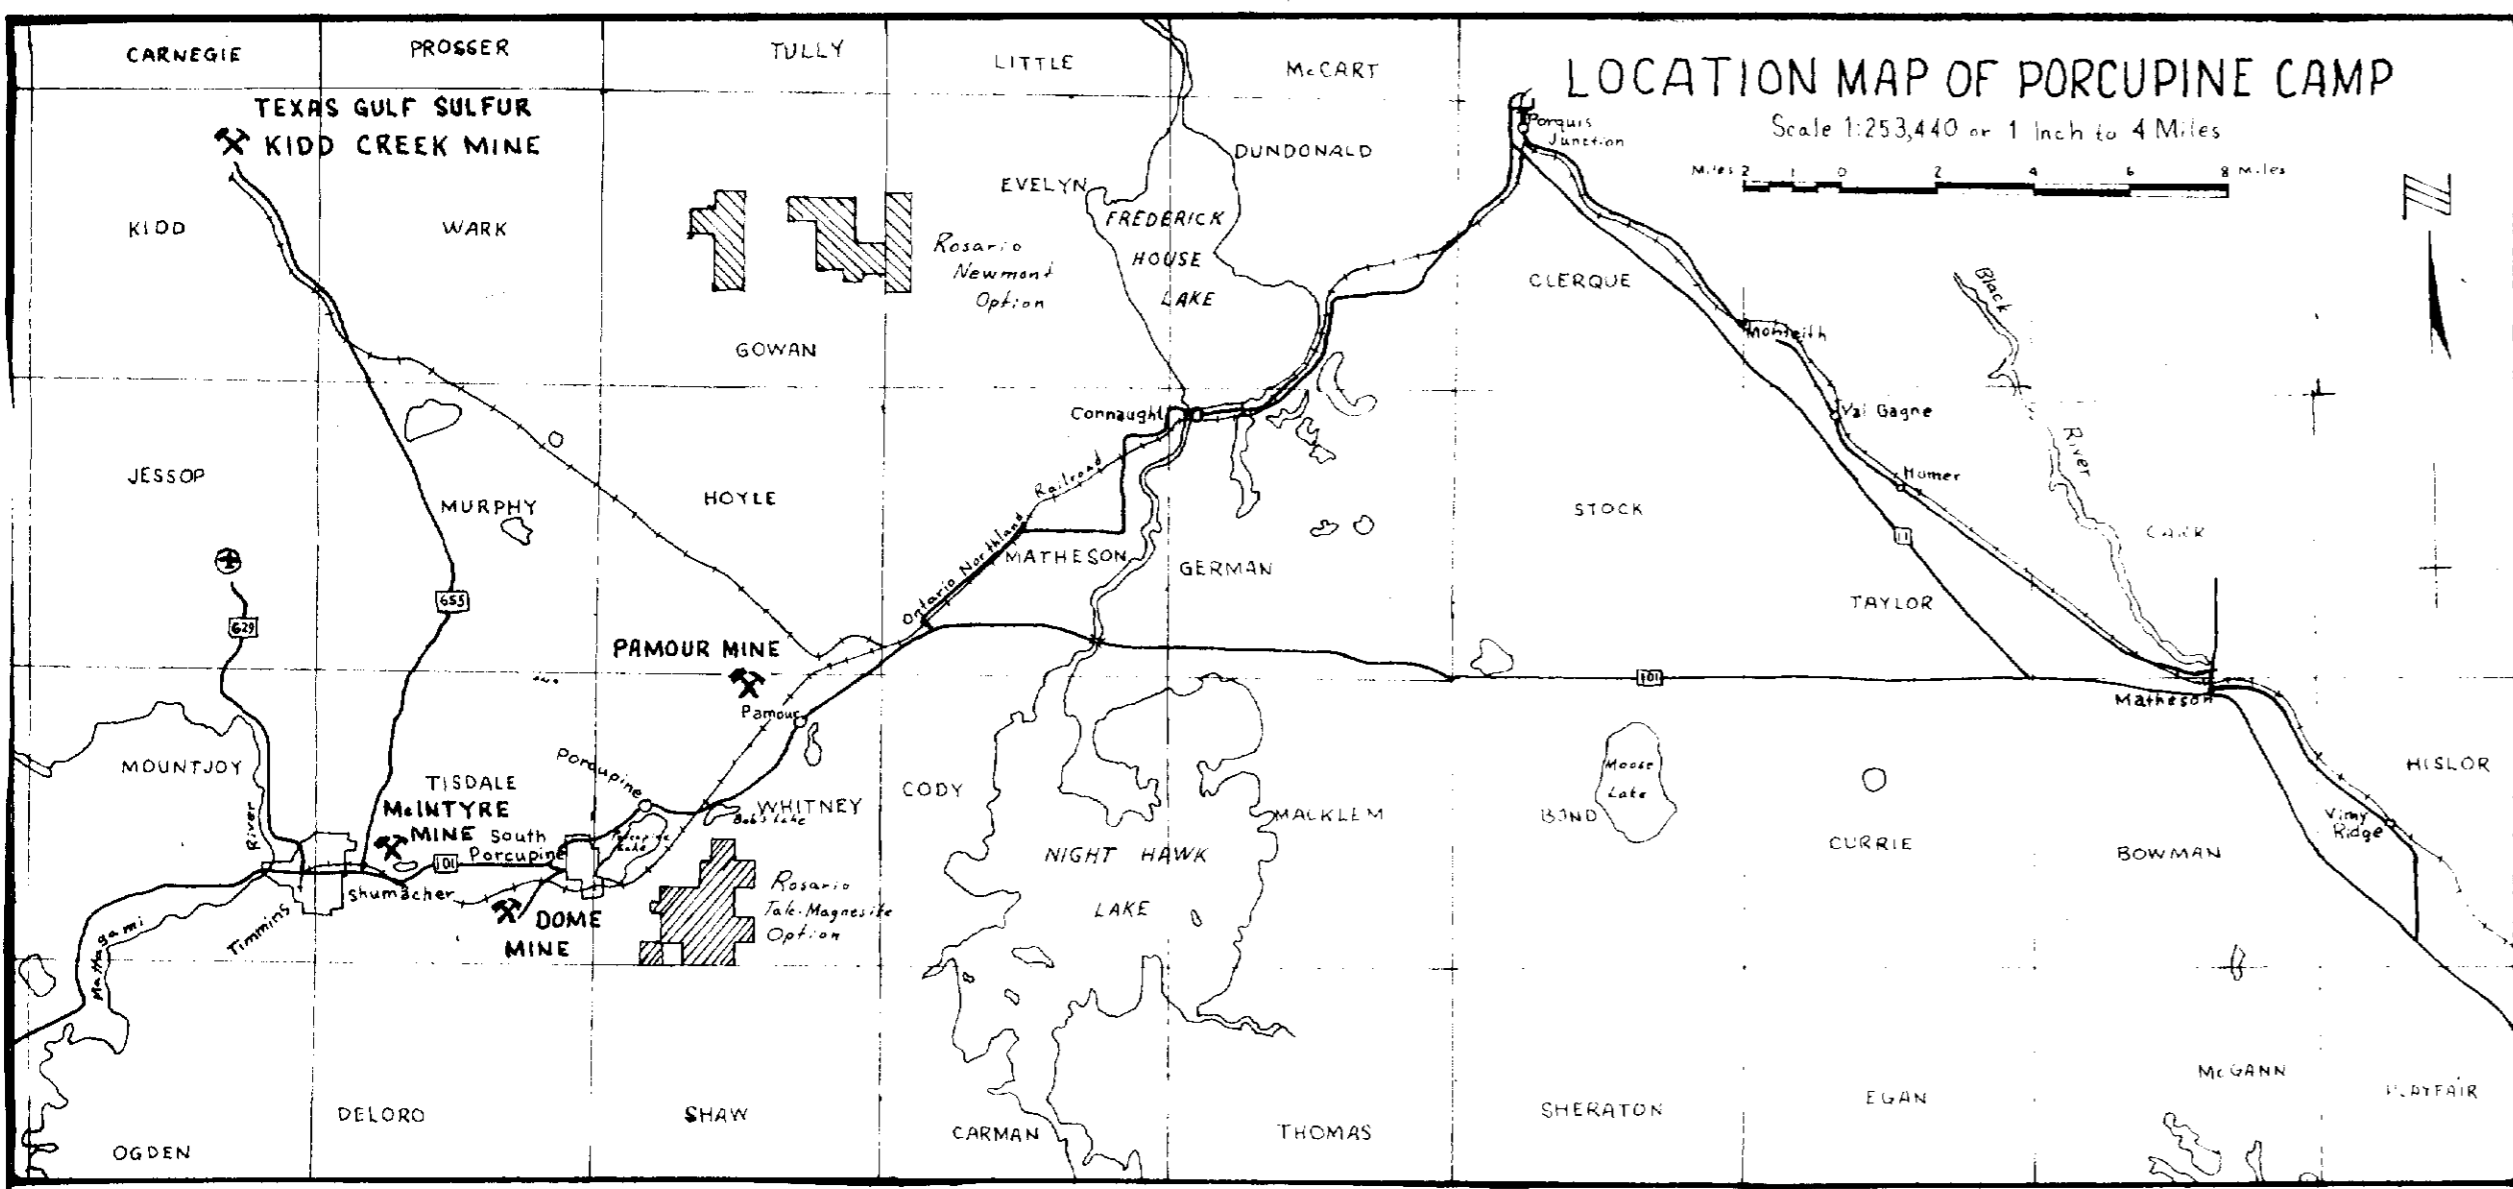 CARNEGIE
PROSSER
TULLY
LITTLE
McCART
LOCATION MAP OF PORCUPINE CAMP
Scale 1:253,440 or 1 Inch to 4 Miles
Miles 2 1 0 2 4 6 8 Miles
TEXAS GULF SULFUR
KIDD CREEK MINE
Porquis
Junction
DUNDONALD
EVELYN
FREDERICK
HOUSE
LAKE
KIDD
WARK
Rosario
Newmont
Option
CLERQUE
Black
River
Monteith
GOWAN
Connaught
Val Gagne
JESSOP
MURPHY
HOYLE
Railroad
Ontario Northland
Humer
STOCK
11
CARR
MATHESON
GERMAN
TAYLOR
655
629
PAMOUR MINE
Pamour
101
Matheson
MOUNTJOY
TISDALE
Porcupine
WHITNEY
Bob's Lake
CODY
MACKLEM
Moose
Lake
BOND
HISLOR
McINTYRE
MINE
South
Porcupine
Porcupine
Lake
101
River
Shumacher
NIGHT HAWK
LAKE
CURRIE
BOWMAN
Vimy
Ridge
Rosario
Talc-Magnesite
Option
DOME
MINE
Timmins
Mattagami
DELORO
SHAW
CARMAN
THOMAS
SHERATON
EGAN
McGANN
PLAYFAIR
OGDEN